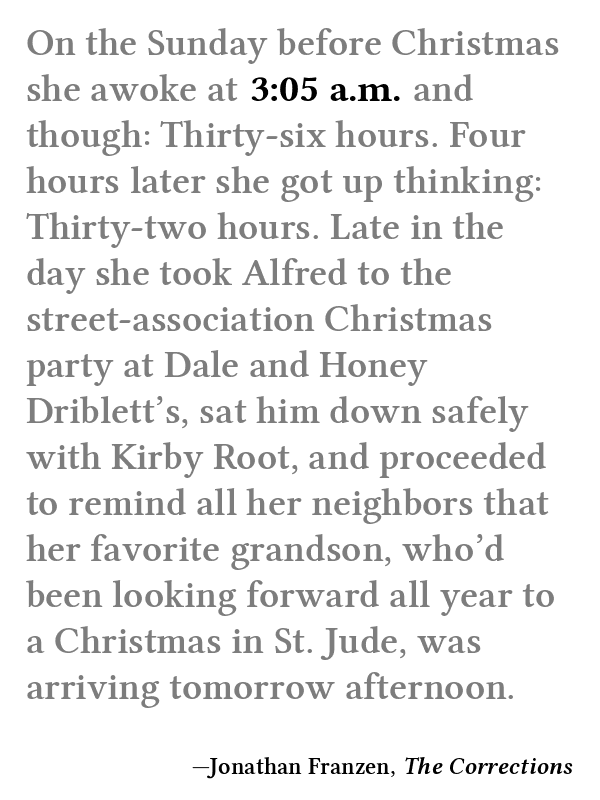 On the Sunday before Christmas
she awoke at 3:05 a.m. and
though: Thirty-six hours. Four
hours later she got up thinking:
Thirty-two hours. Late in the
day she took Alfred to the
street-association Christmas
party at Dale and Honey
Driblett’s, sat him down safely
with Kirby Root, and proceeded
to remind all her neighbors that
her favorite grandson, who’d
been looking forward all year to
a Christmas in St. Jude, was
arriving tomorrow afternoon.
—Jonathan Franzen, The Corrections